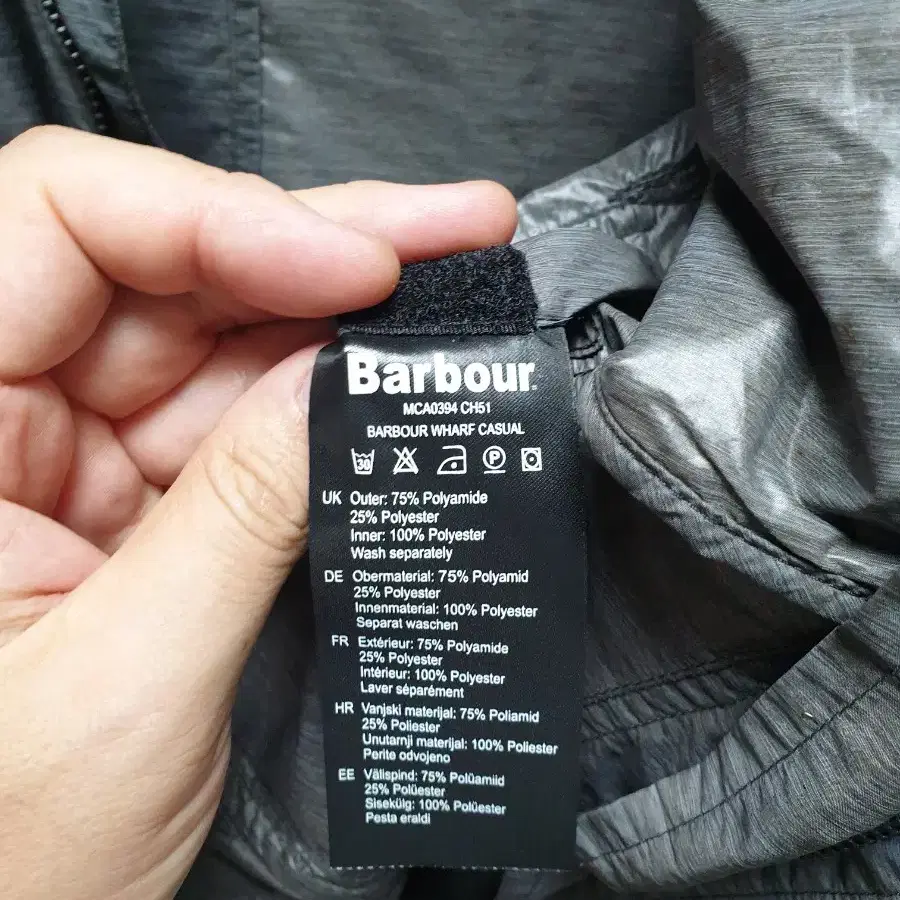 Barbour
MCA0394 CH51
BARBOUR WHARF CASUAL
30 P
UK Outer: 75% Polyamide
25% Polyester
Inner: 100% Polyester
Wash separately
DE Obermaterial: 75% Polyamid
25% Polyester
Innenmaterial: 100% Polyester
Separat waschen
FR Extérieur: 75% Polyamide
25% Polyester
Intérieur: 100% Polyester
Laver séparément
HR Vanjski materijal: 75% Poliamid
25% Poliester
Unutarnji materijal: 100% Poliester
Perite odvojeno
EE Välispind: 75% Polüamiid
25% Polüester
Sisekülg: 100% Polüester
Pesta eraldi